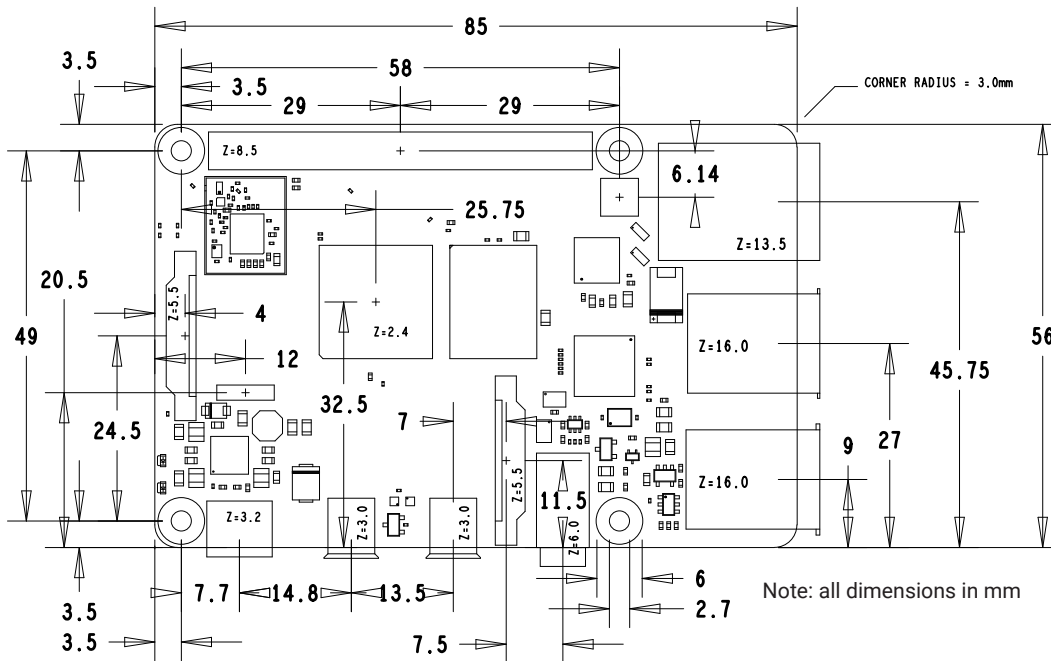 85
3.5
58
CORNER RADIUS = 3.0mm
3.5
29
29
Z=8.5
6.14
25.75
Z=13.5
20.5
Z=5.5
4
49
Z=2.4
56
12
Z=16.0
45.75
32.5
24.5
7
27
9
Z=5.5
Z=16.0
11.5
Z=3.2
Z=3.0
Z=3.0
Z=6.0
7.7
14.8
13.5
6
Note: all dimensions in mm
3.5
2.7
3.5
7.5